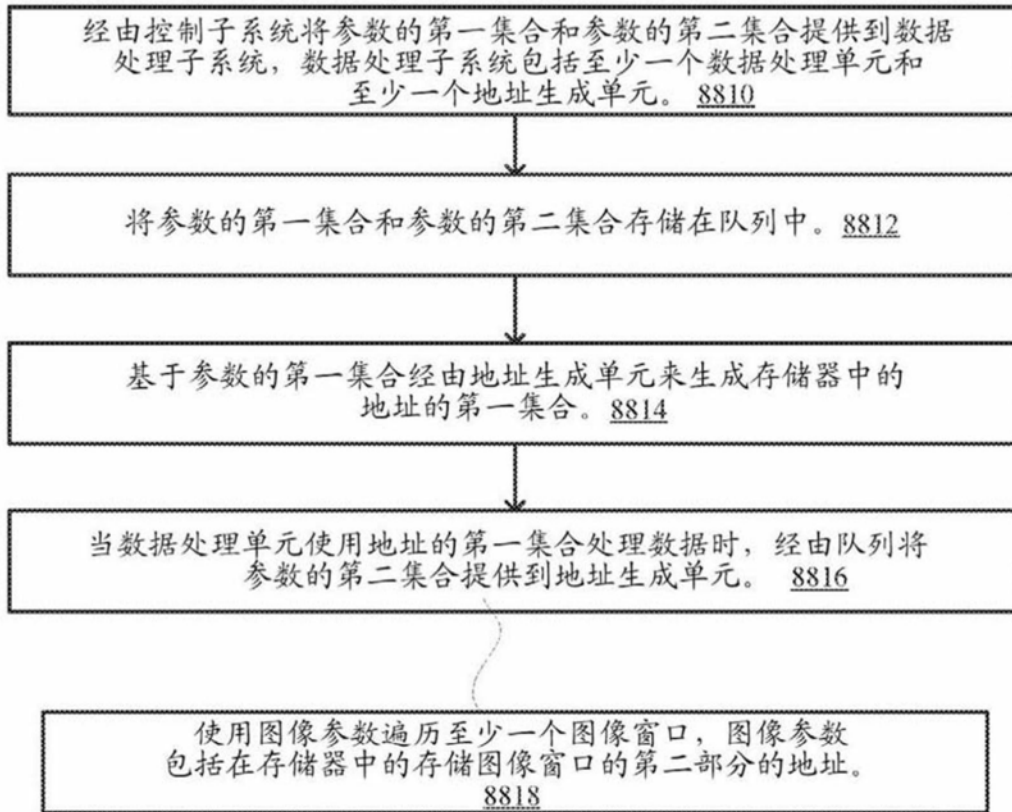 经由控制子系统将参数的第一集合和参数的第二集合提供到数据
处理子系统，数据处理子系统包括至少一个数据处理单元和
至少一个地址生成单元。 8810
将参数的第一集合和参数的第二集合存储在队列中。8812
基于参数的第一集合经由地址生成单元来生成存储器中的
地址的第一集合。8814
当数据处理单元使用地址的第一集合处理数据时，经由队列将
参数的第二集合提供到地址生成单元。 8816
使用图像参数遍历至少一个图像窗口，图像参数
包括在存储器中的存储图像窗口的第二部分的地址。
8818